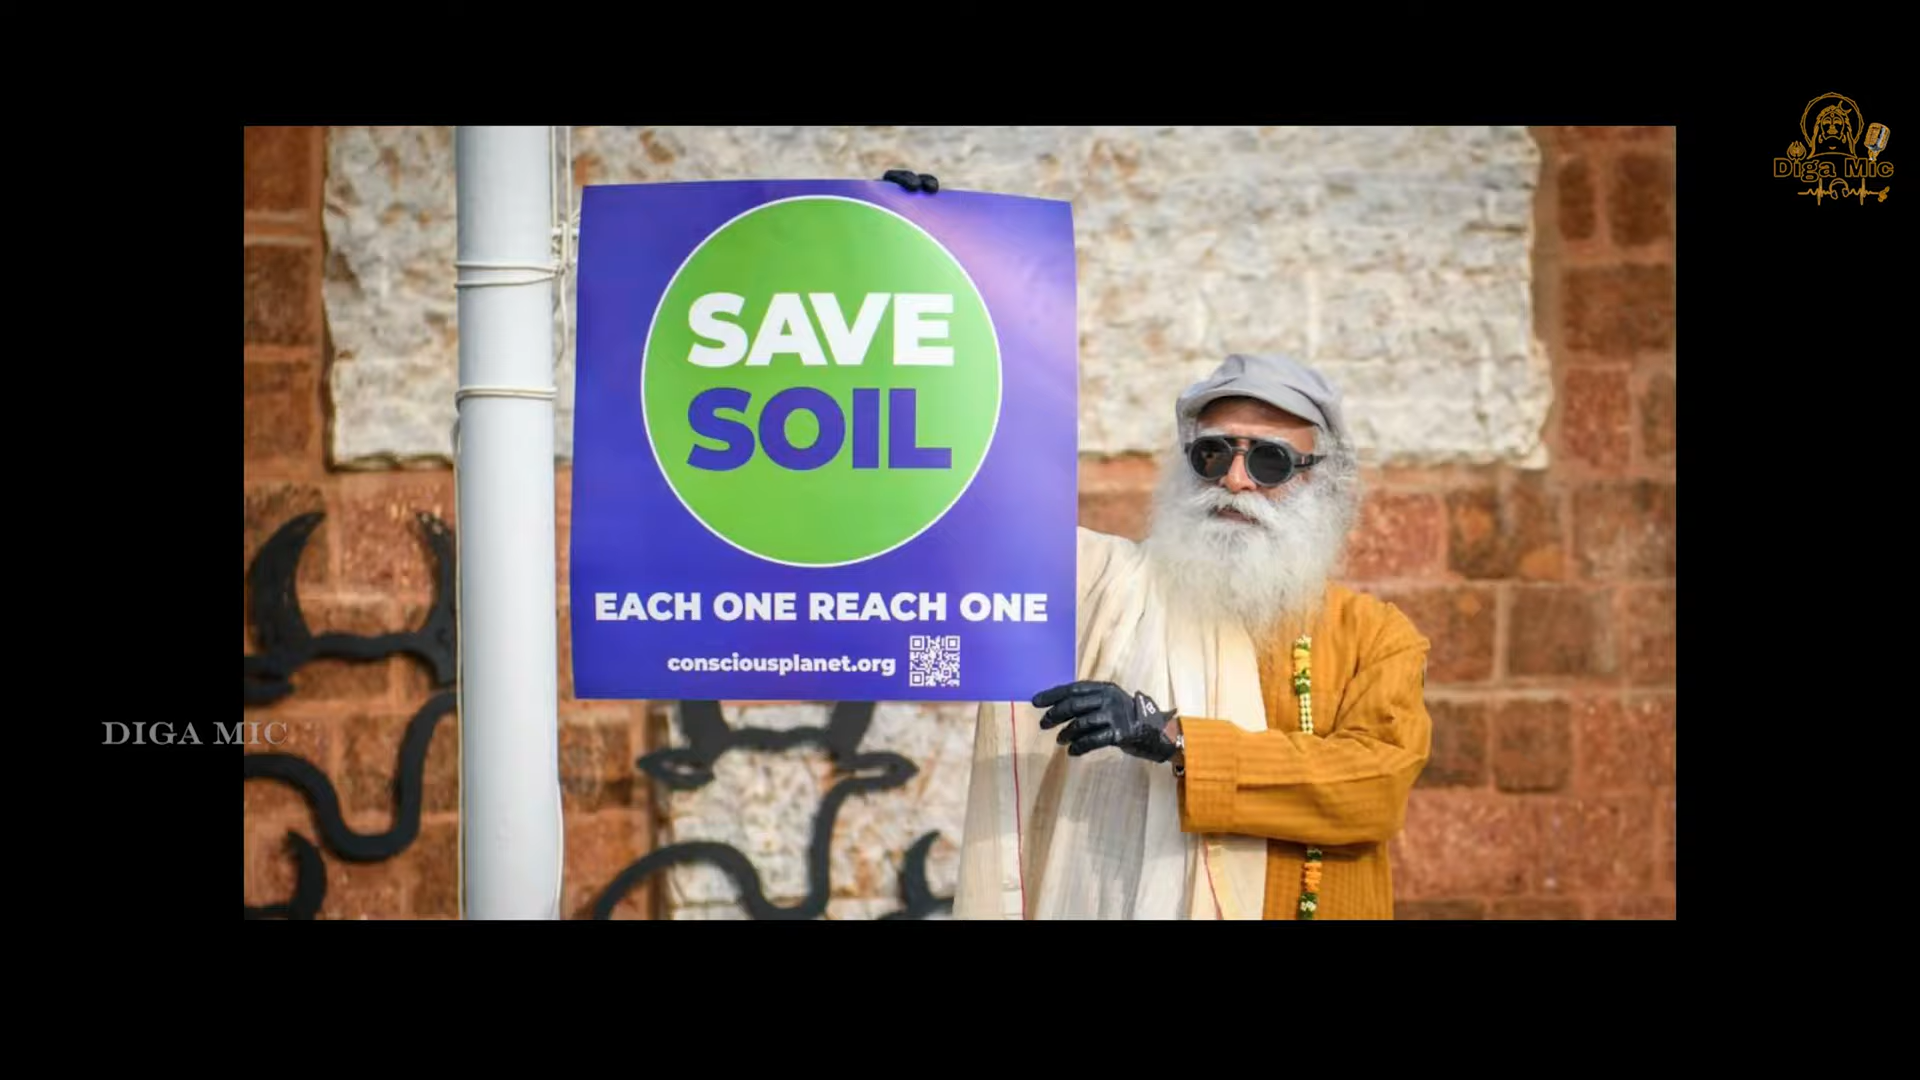 Diga Mic
SAVE
SOIL
EACH ONE REACH ONE
consciousplanet.org
DIGA MIC